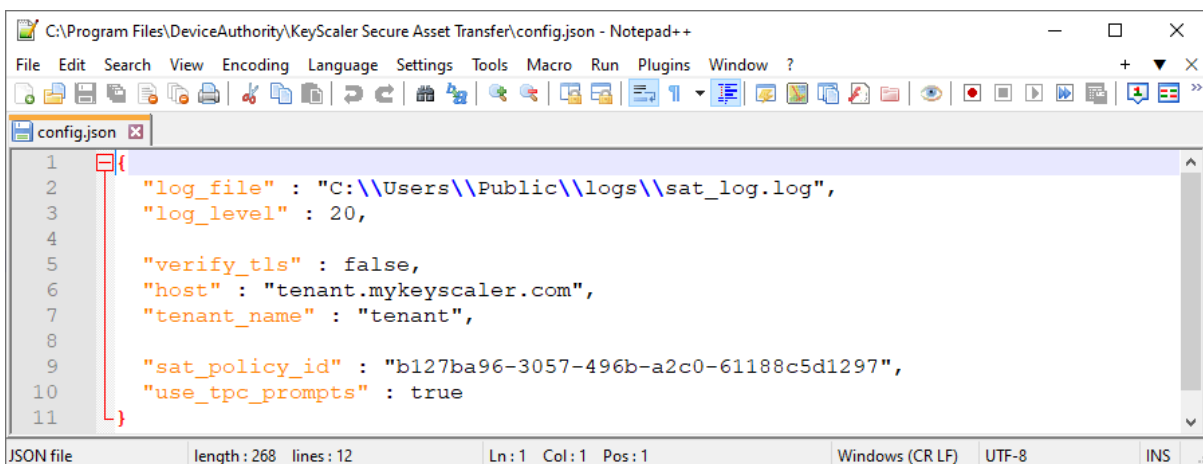 C:\Program Files\DeviceAuthority\KeyScaler Secure Asset Transfer\config.json - Notepad++
File Edit Search View Encoding Language Settings Tools Macro Run Plugins Window ?
config.json
1 {
2 "log_file" : "C:\\Users\\Public\\logs\\sat_log.log",
3 "log_level" : 20,
4
5 "verify_tls" : false,
6 "host" : "tenant.mykeyscaler.com",
7 "tenant_name" : "tenant",
8
9 "sat_policy_id" : "b127ba96-3057-496b-a2c0-61188c5d1297",
10 "use_tpc_prompts" : true
11 }
JSON file length : 268 lines : 12 Ln : 1 Col : 1 Pos : 1 Windows (CR LF) UTF-8 INS